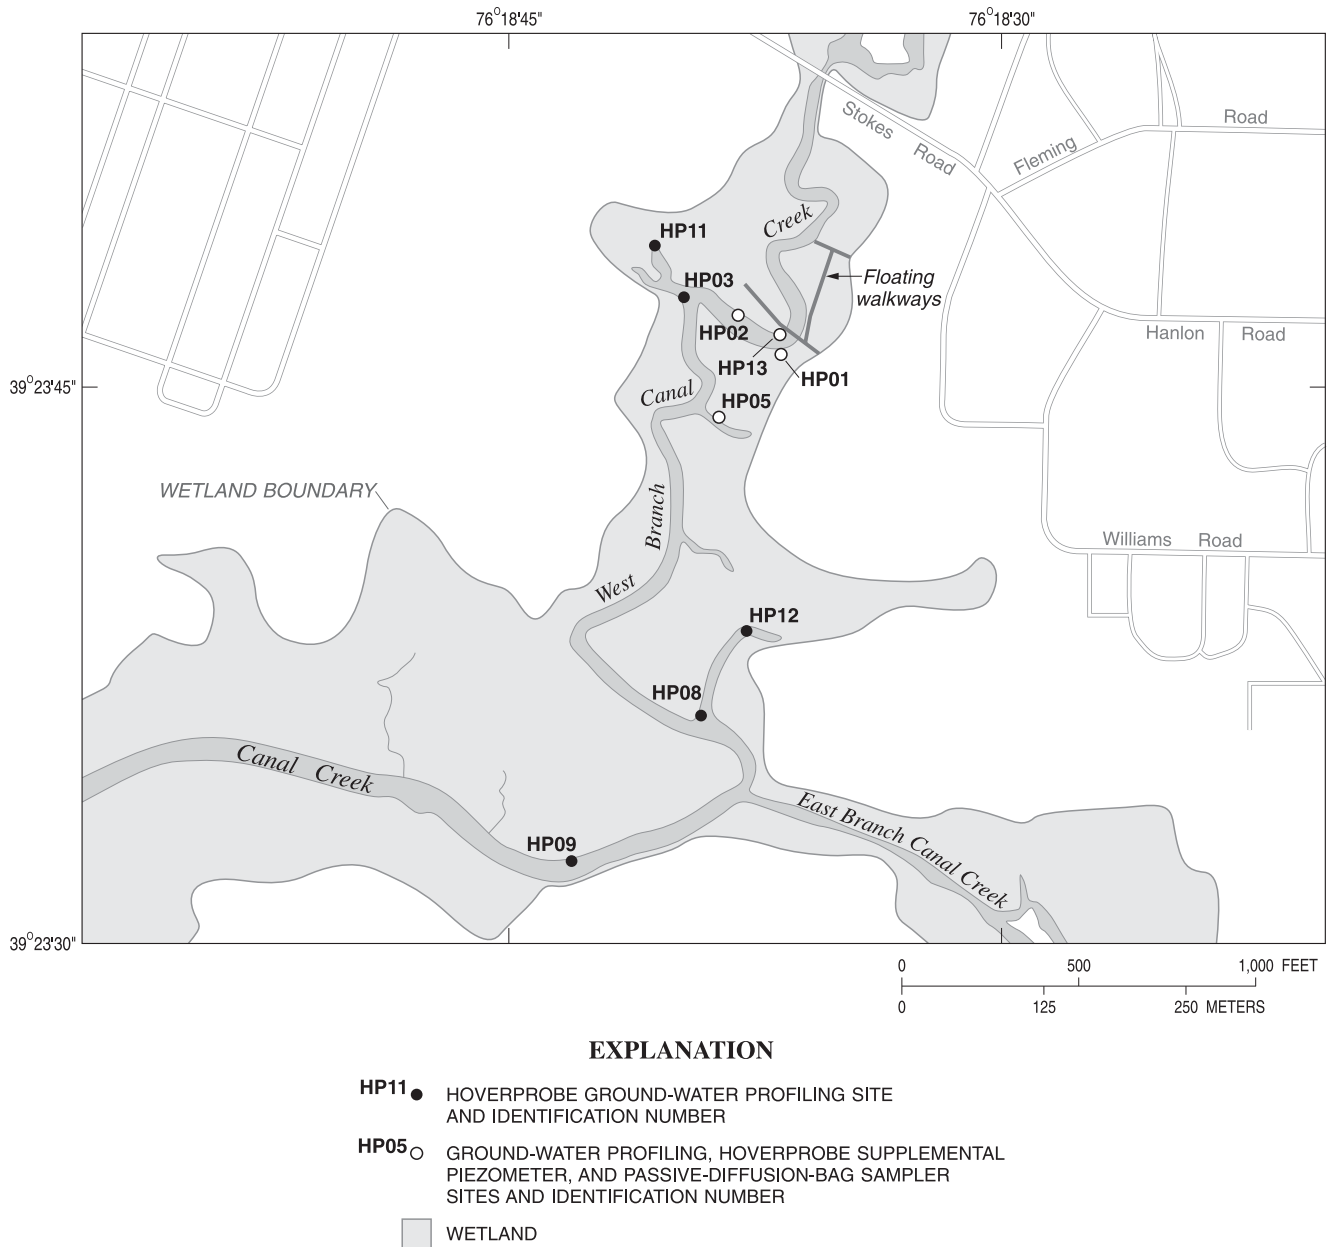 76°18'45"
76°18'30"
Stokes Road
Fleming Road
Creek
HP11
HP03
Floating
walkways
HP02
HP13
HP01
Hanlon Road
39°23'45"
Canal
HP05
WETLAND BOUNDARY
Branch
Williams Road
West
HP12
HP08
Canal Creek
East Branch Canal Creek
HP09
39°23'30"
0 500 1,000 FEET
0 125 250 METERS
EXPLANATION
HP11 HOVERPROBE GROUND-WATER PROFILING SITE
AND IDENTIFICATION NUMBER
HP05 GROUND-WATER PROFILING, HOVERPROBE SUPPLEMENTAL
PIEZOMETER, AND PASSIVE-DIFFUSION-BAG SAMPLER
SITES AND IDENTIFICATION NUMBER
WETLAND